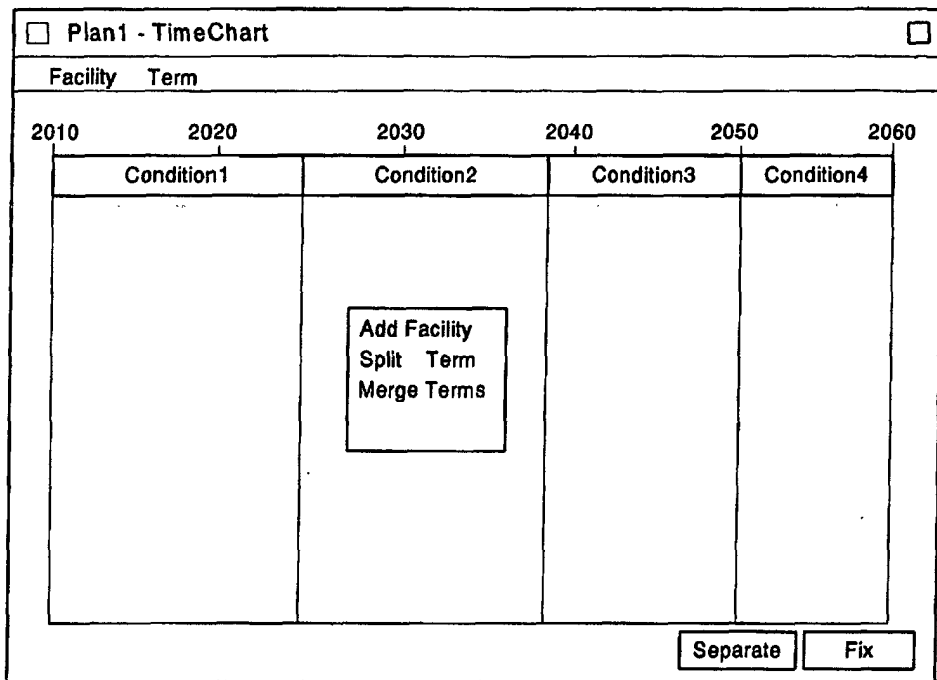 Plan1 - TimeChart
Facility Term
2010 2020 2030 2040 2050 2060
Condition1 Condition2 Condition3 Condition4
Add Facility
Split Term
Merge Terms
Separate Fix